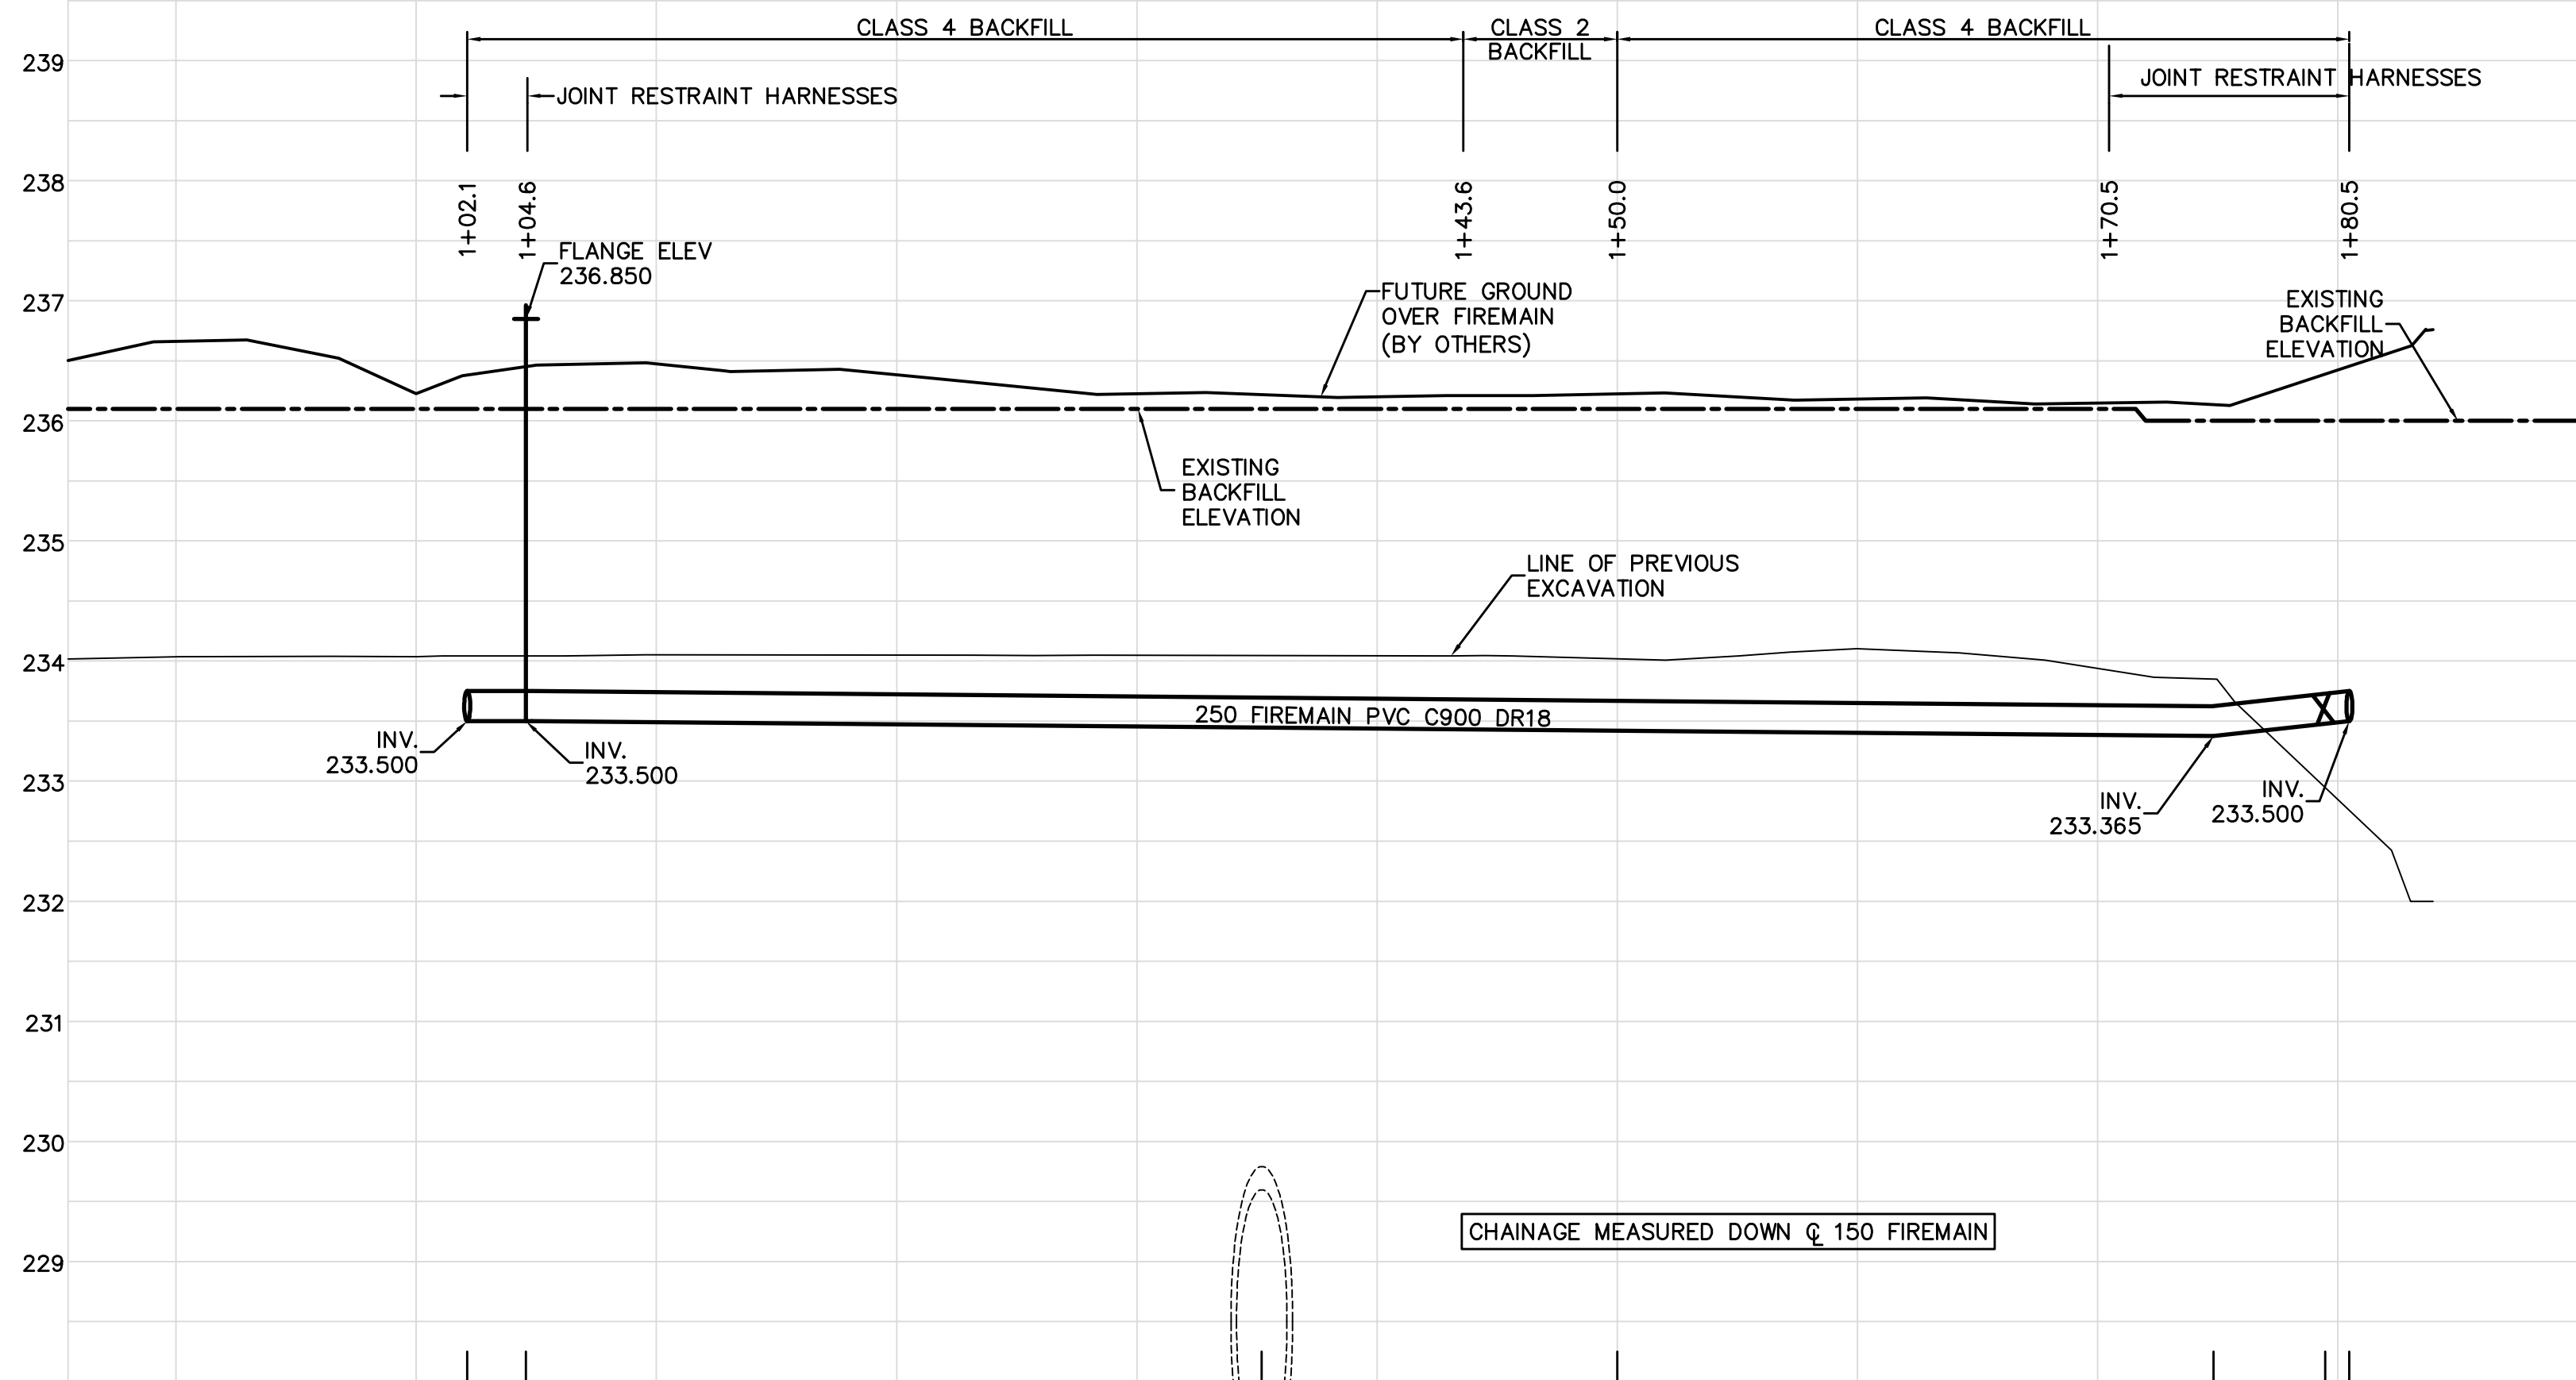 CLASS 4 BACKFILL
CLASS 2
BACKFILL
CLASS 4 BACKFILL
JOINT RESTRAINT HARNESSES
JOINT RESTRAINT HARNESSES
239
238
237
236
235
234
233
232
231
230
229
1+02.1
1+04.6
1+43.6
1+50.0
1+70.5
1+80.5
FLANGE ELEV
236.850
FUTURE GROUND
OVER FIREMAIN
(BY OTHERS)
EXISTING
BACKFILL
ELEVATION
EXISTING
BACKFILL
ELEVATION
LINE OF PREVIOUS
EXCAVATION
250 FIREMAIN PVC C900 DR18
INV.
233.500
INV.
233.500
INV.
233.365
INV.
233.500
CHAINAGE MEASURED DOWN ℄ 150 FIREMAIN